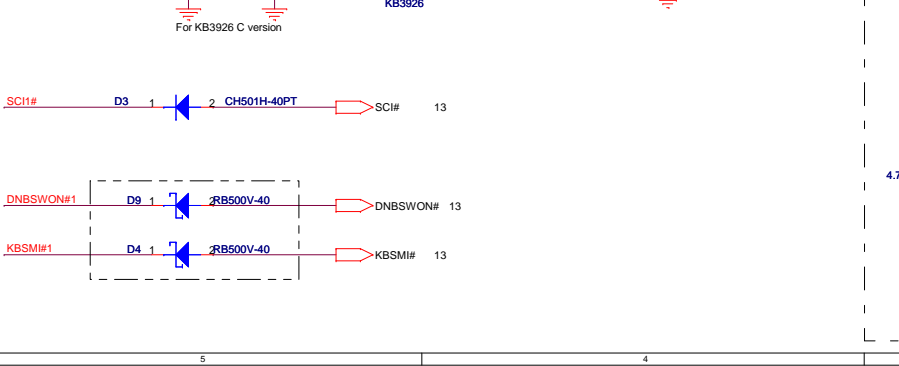 KB3926
For KB3926 C version
SCI1# D3 1 2 CH501H-40PT SCI# 13
4.7
DNBSWON#1 D9 1 2 RB500V-40 DNBSWON# 13
KBSMI#1 D4 1 2 RB500V-40 KBSMI# 13
5 4